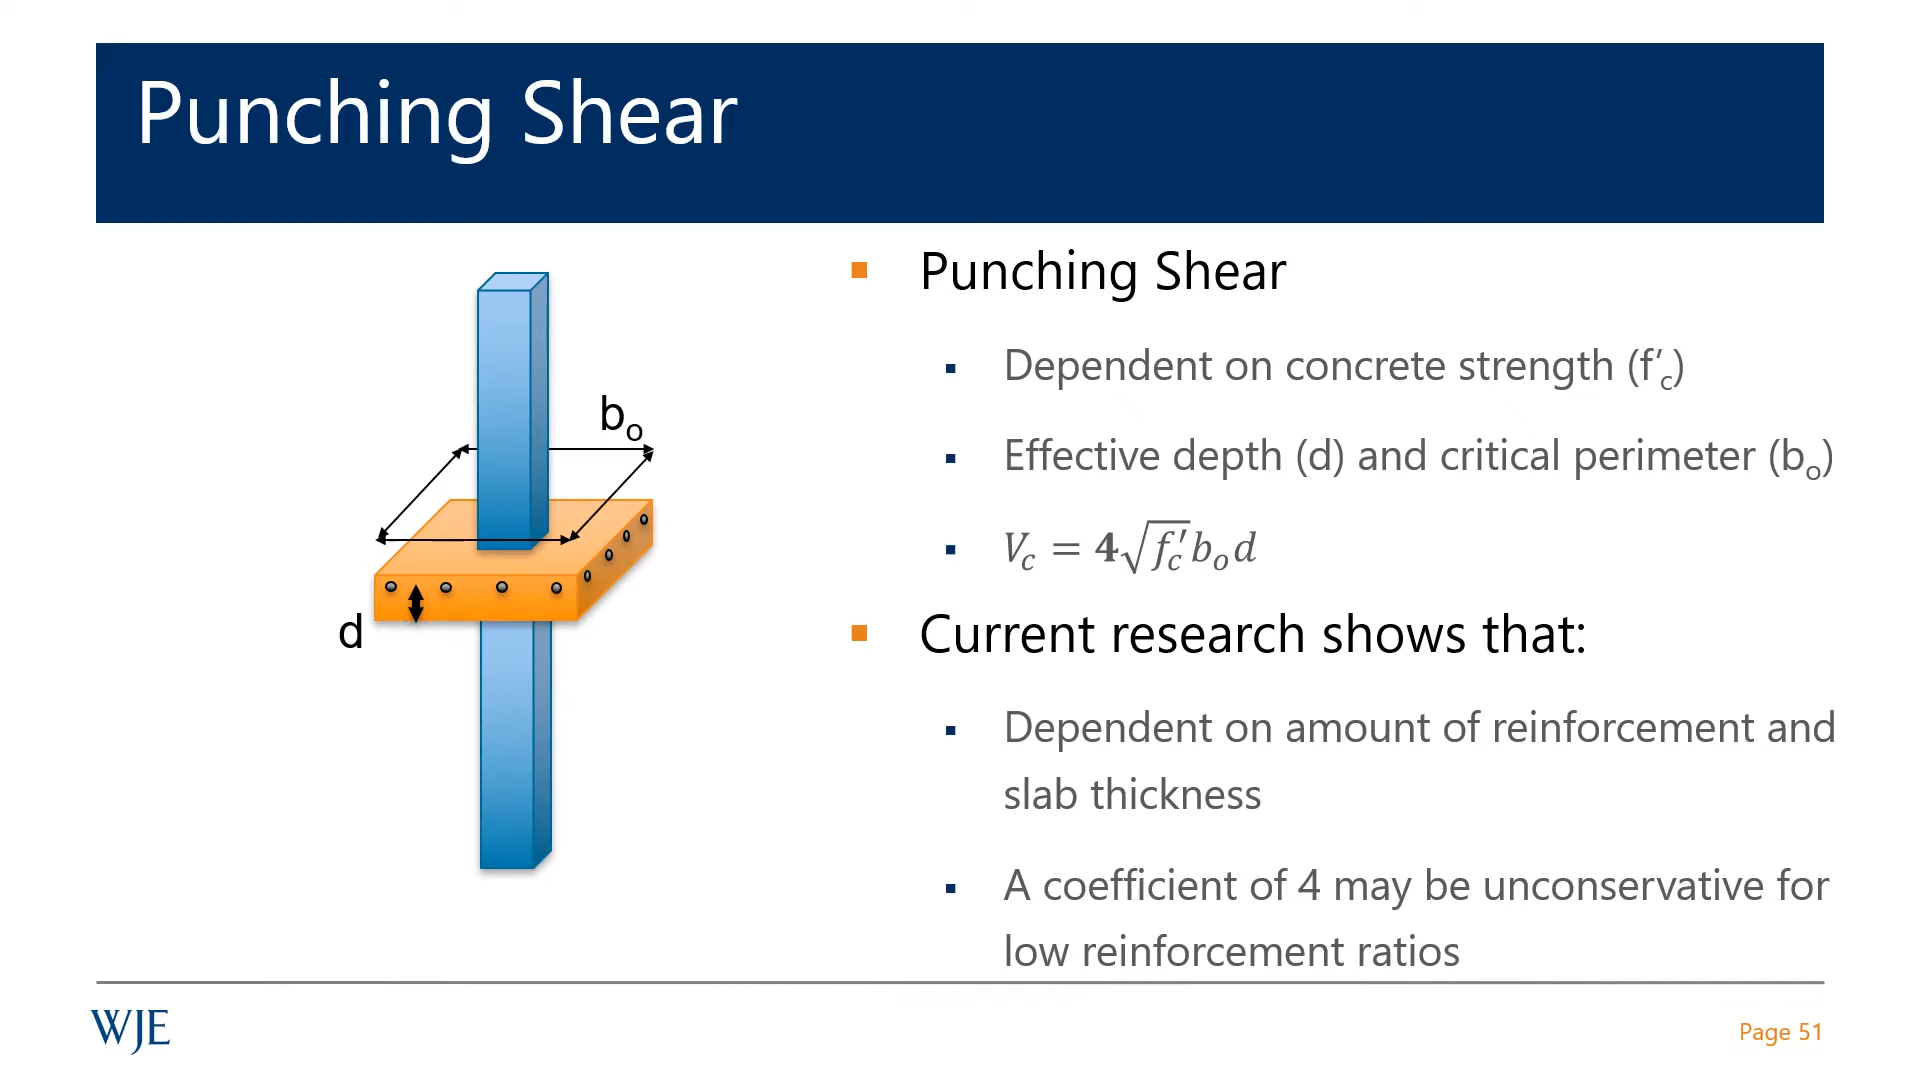 Punching Shear
Punching Shear
Dependent on concrete strength (f′c)
Effective depth (d) and critical perimeter (bo)
Vc = 4√fc′ bod
Current research shows that:
Dependent on amount of reinforcement and
slab thickness
A coefficient of 4 may be unconservative for
low reinforcement ratios
bo
d
WJE
Page 51